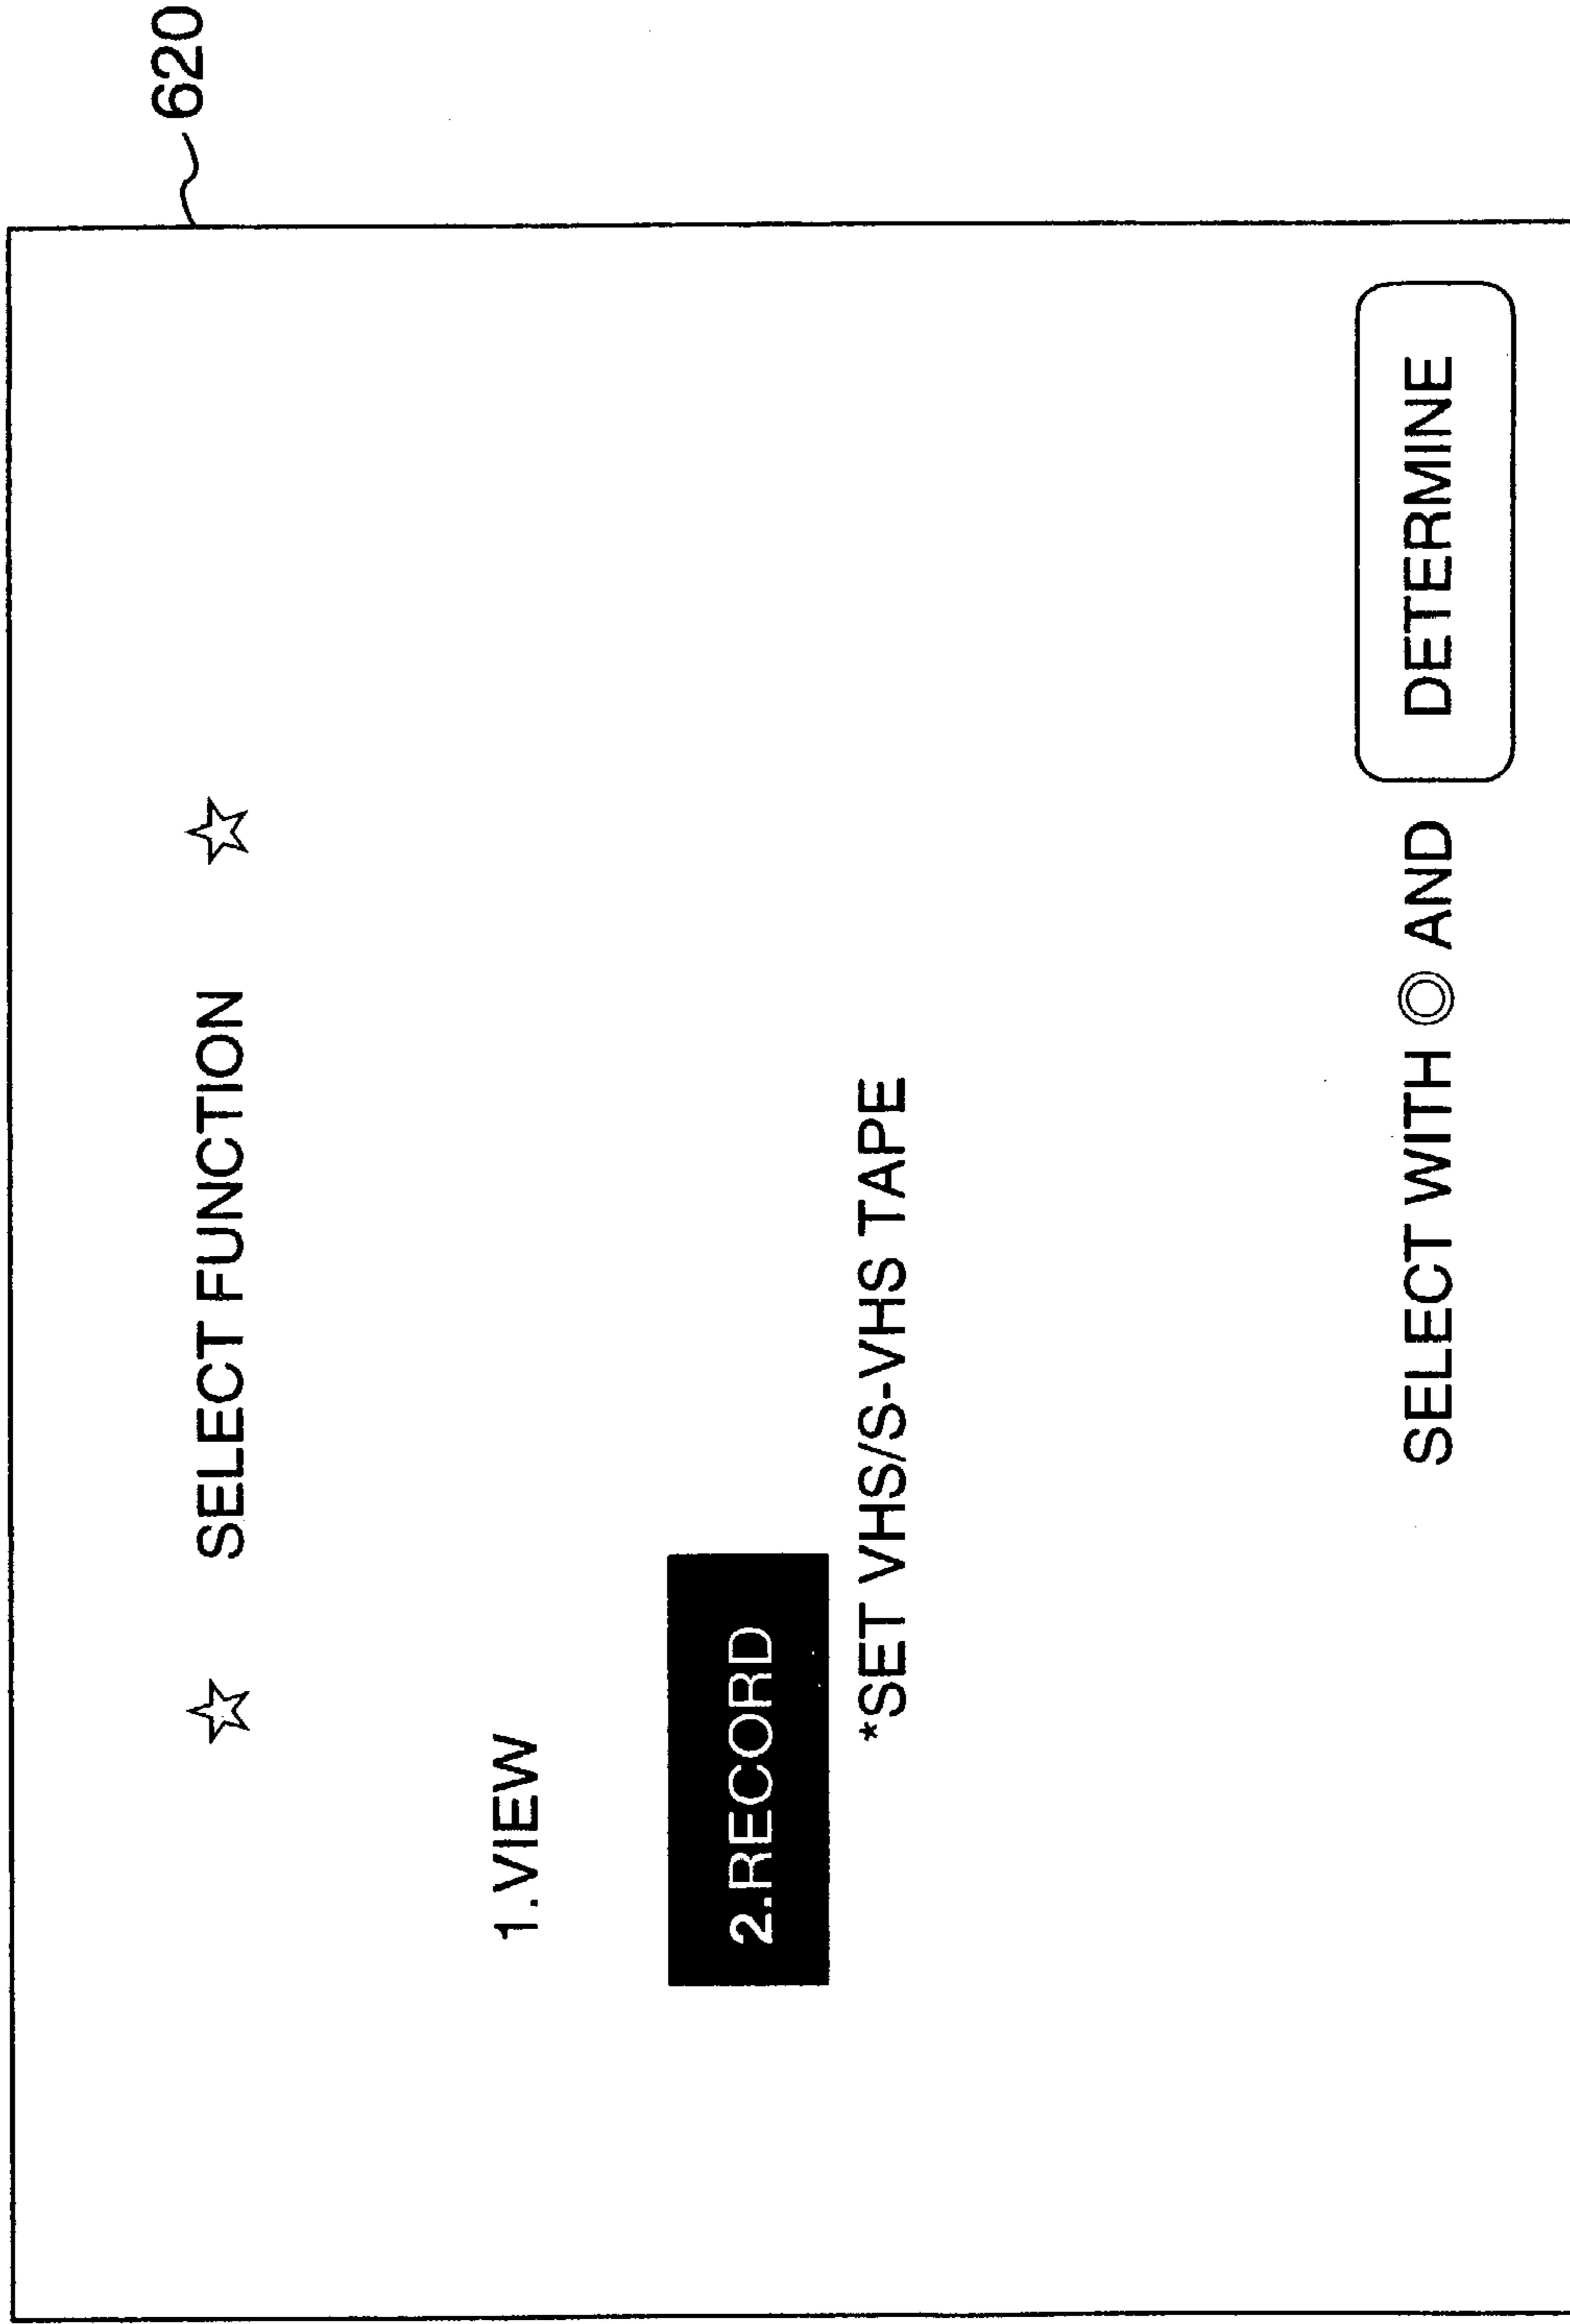 620
☆ SELECT FUNCTION ☆
1.VIEW
2.RECORD
*SET VHS/S-VHS TAPE
SELECT WITH ◎ AND DETERMINE